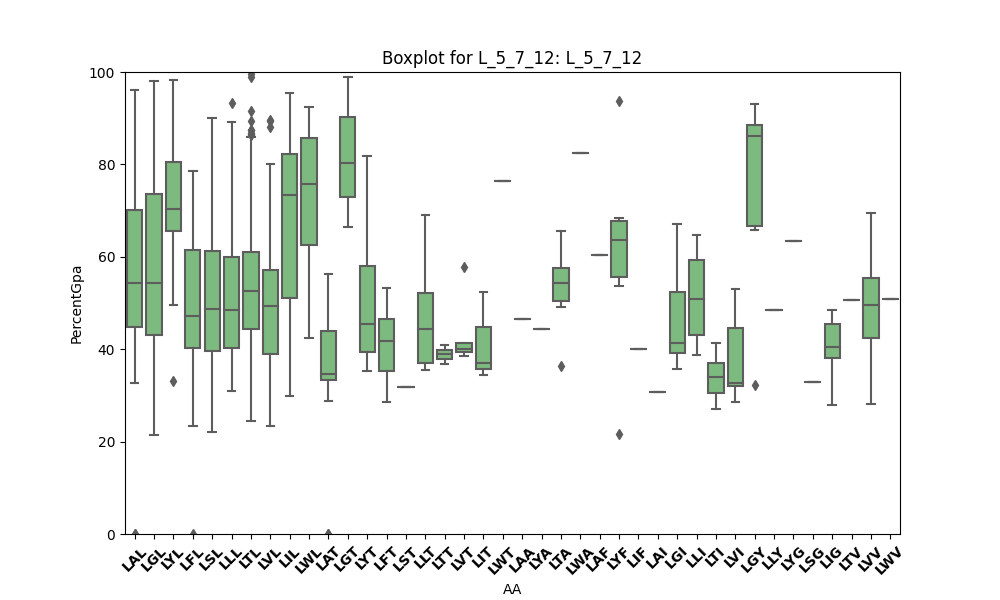 Boxplot for L_5_7_12: L_5_7_12
100
80
60
40
20
0
PercentGpa
LAL LGL LYL LFL LSL LLL LTL LVL LIL LWL LAT LGT LYT LFT LST LLT LTT LVT LIT LWT LAA LYA LTA LWA LAF LYF LIF LAI LGI LLI LTI LVI LGY LLY LYG LSG LIG LTV LVV LWV
AA